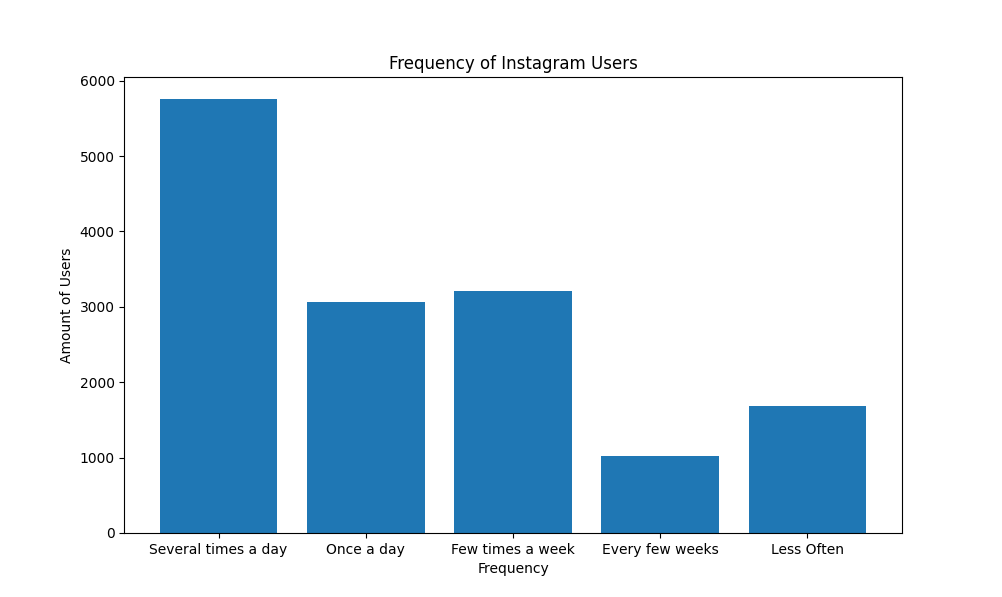 Frequency of Instagram Users
Amount of Users
6000
5000
4000
3000
2000
1000
0
Several times a day
Once a day
Few times a week
Every few weeks
Less Often
Frequency